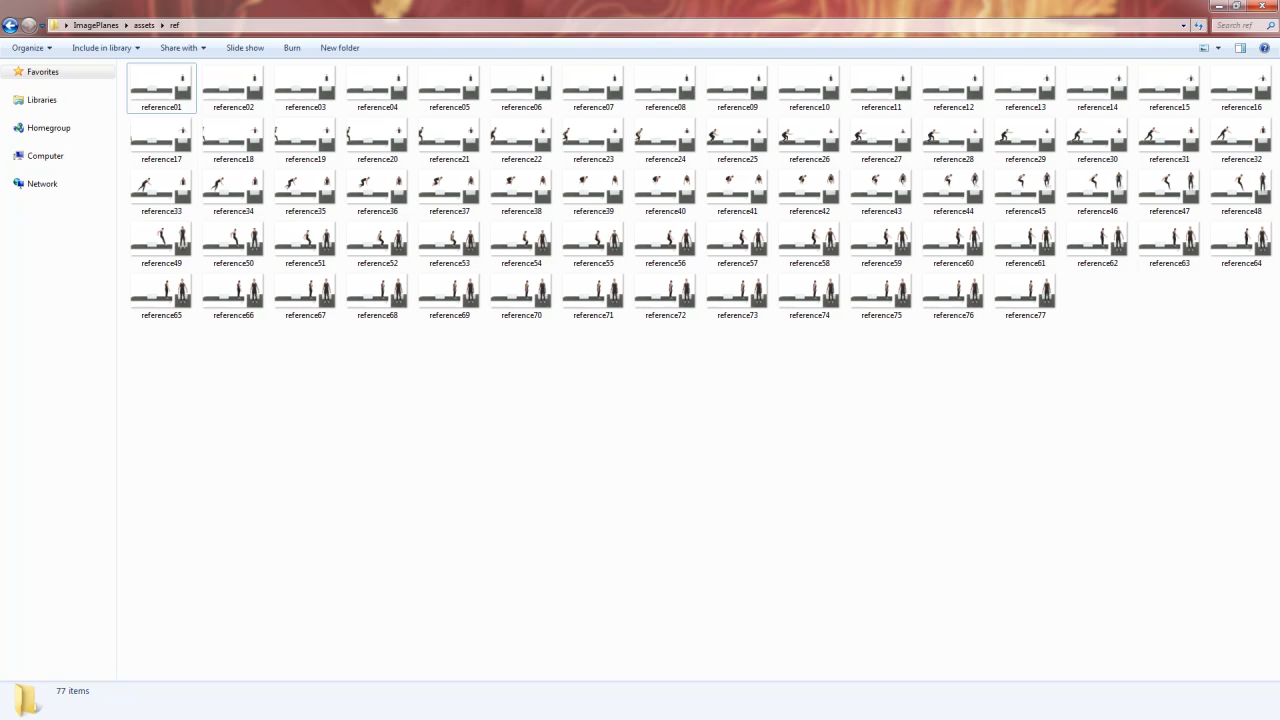 ImagePlanes assets ref Search ref
Organize Include in library Share with Slide show Burn New folder
Favorites
Libraries
Homegroup
Computer
Network
reference01 reference02 reference03 reference04 reference05 reference06 reference07 reference08 reference09 reference10 reference11 reference12 reference13 reference14 reference15 reference16
reference17 reference18 reference19 reference20 reference21 reference22 reference23 reference24 reference25 reference26 reference27 reference28 reference29 reference30 reference31 reference32
reference33 reference34 reference35 reference36 reference37 reference38 reference39 reference40 reference41 reference42 reference43 reference44 reference45 reference46 reference47 reference48
reference49 reference50 reference51 reference52 reference53 reference54 reference55 reference56 reference57 reference58 reference59 reference60 reference61 reference62 reference63 reference64
reference65 reference66 reference67 reference68 reference69 reference70 reference71 reference72 reference73 reference74 reference75 reference76 reference77
77 items